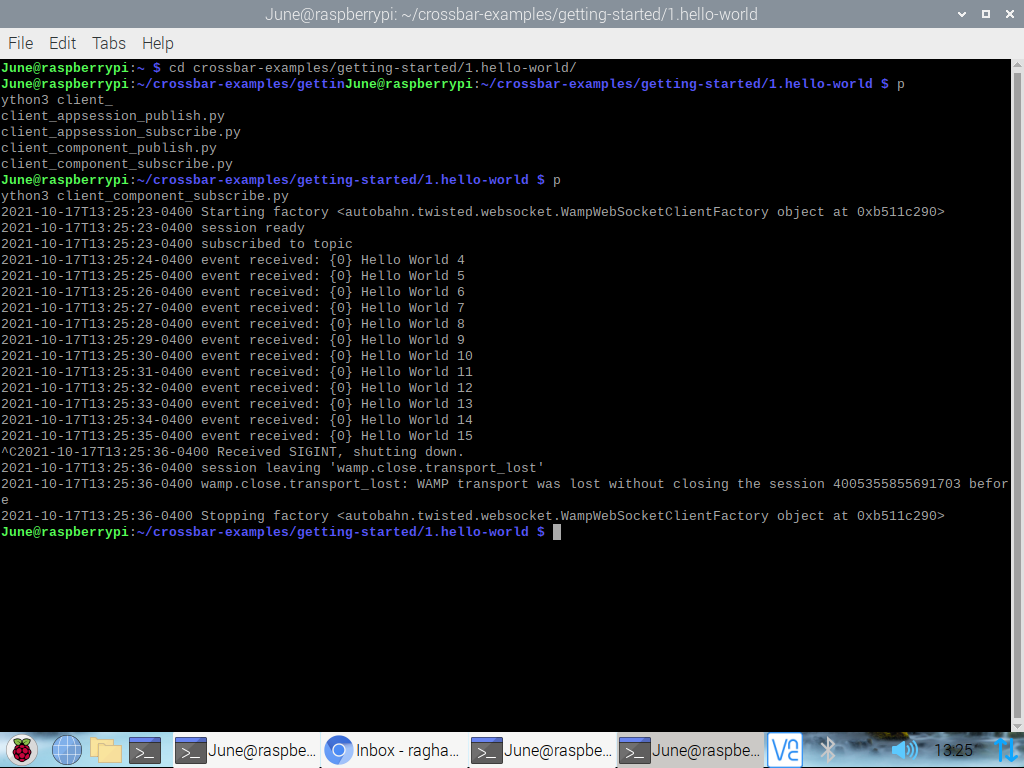 June@raspberrypi: ~/crossbar-examples/getting-started/1.hello-world
File Edit Tabs Help
June@raspberrypi:~ $ cd crossbar-examples/getting-started/1.hello-world/
June@raspberrypi:~/crossbar-examples/gettinJune@raspberrypi:~/crossbar-examples/getting-started/1.hello-world $ p
ython3 client_
client_appsession_publish.py
client_appsession_subscribe.py
client_component_publish.py
client_component_subscribe.py
June@raspberrypi:~/crossbar-examples/getting-started/1.hello-world $ p
ython3 client_component_subscribe.py
2021-10-17T13:25:23-0400 Starting factory <autobahn.twisted.websocket.WampWebSocketClientFactory object at 0xb511c290>
2021-10-17T13:25:23-0400 session ready
2021-10-17T13:25:23-0400 subscribed to topic
2021-10-17T13:25:24-0400 event received: {0} Hello World 4
2021-10-17T13:25:25-0400 event received: {0} Hello World 5
2021-10-17T13:25:26-0400 event received: {0} Hello World 6
2021-10-17T13:25:27-0400 event received: {0} Hello World 7
2021-10-17T13:25:28-0400 event received: {0} Hello World 8
2021-10-17T13:25:29-0400 event received: {0} Hello World 9
2021-10-17T13:25:30-0400 event received: {0} Hello World 10
2021-10-17T13:25:31-0400 event received: {0} Hello World 11
2021-10-17T13:25:32-0400 event received: {0} Hello World 12
2021-10-17T13:25:33-0400 event received: {0} Hello World 13
2021-10-17T13:25:34-0400 event received: {0} Hello World 14
2021-10-17T13:25:35-0400 event received: {0} Hello World 15
^C2021-10-17T13:25:36-0400 Received SIGINT, shutting down.
2021-10-17T13:25:36-0400 session leaving 'wamp.close.transport_lost'
2021-10-17T13:25:36-0400 wamp.close.transport_lost: WAMP transport was lost without closing the session 4005355855691703 befor
e
2021-10-17T13:25:36-0400 Stopping factory <autobahn.twisted.websocket.WampWebSocketClientFactory object at 0xb511c290>
June@raspberrypi:~/crossbar-examples/getting-started/1.hello-world $
June@raspbe... Inbox - ragha... June@raspbe... June@raspbe... 13:25